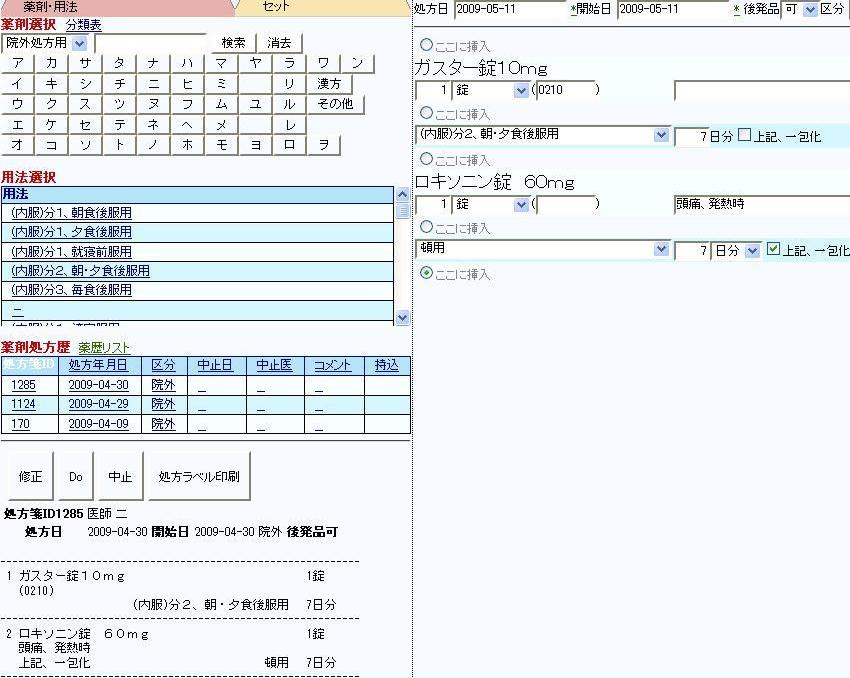 薬剤・用法 セット
薬剤選択 分類表
院外処方用 検索 消去
ア カ サ タ ナ ハ マ ヤ ラ ワ ン
イ キ シ チ ニ ヒ ミ リ 漢方
ウ ク ス ツ ヌ フ ム ユ ル その他
エ ケ セ テ ネ ヘ メ レ
オ コ ソ ト ノ ホ モ ヨ ロ ヲ
用法選択
用法
(内服)分1、朝食後服用
(内服)分1、夕食後服用
(内服)分1、就寝前服用
(内服)分2、朝・夕食後服用
(内服)分3、毎食後服用
二
薬剤処方歴 薬歴リスト
処方箋ID 処方年月日 区分 中止日 中止医 コメント 持込
1285 2009-04-30 院外 _ _ _
1124 2009-04-29 院外 _ _ _
170 2009-04-09 院外 _ _ _
修正 Do 中止 処方ラベル印刷
処方箋ID1285 医師 二
処方日 2009-04-30 開始日 2009-04-30 院外 後発品可
1 ガスター錠10mg 1錠
(0210)
(内服)分2、朝・夕食後服用 7日分
2 ロキソニン錠 60mg 1錠
頭痛、発熱時
上記、一包化 頓用 7日分
処方日 2009-05-11 *開始日 2009-05-11 * 後発品 可 区分
ここに挿入
ガスター錠10mg
1 錠 (0210 )
ここに挿入
(内服)分2、朝・夕食後服用 7日分 上記、一包化
ここに挿入
ロキソニン錠 60mg
1 錠 ( ) 頭痛、発熱時
ここに挿入
頓用 7 日分 上記、一包化
ここに挿入